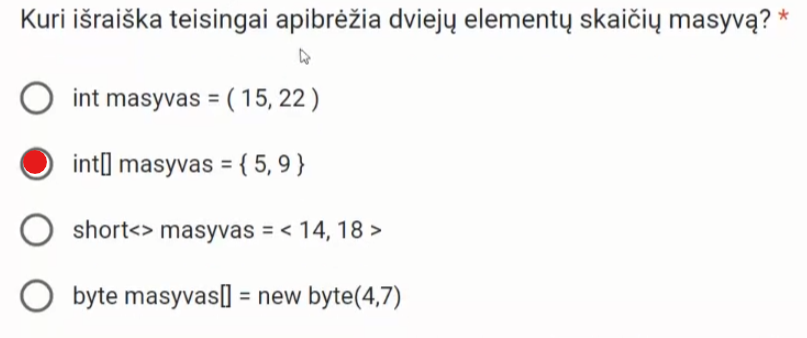 Kuri išraiška teisingai apibrėžia dviejų elementų skaičių masyvą? *
int masyvas = ( 15, 22 )
int[] masyvas = { 5, 9 }
short<> masyvas = < 14, 18 >
byte masyvas[] = new byte(4,7)